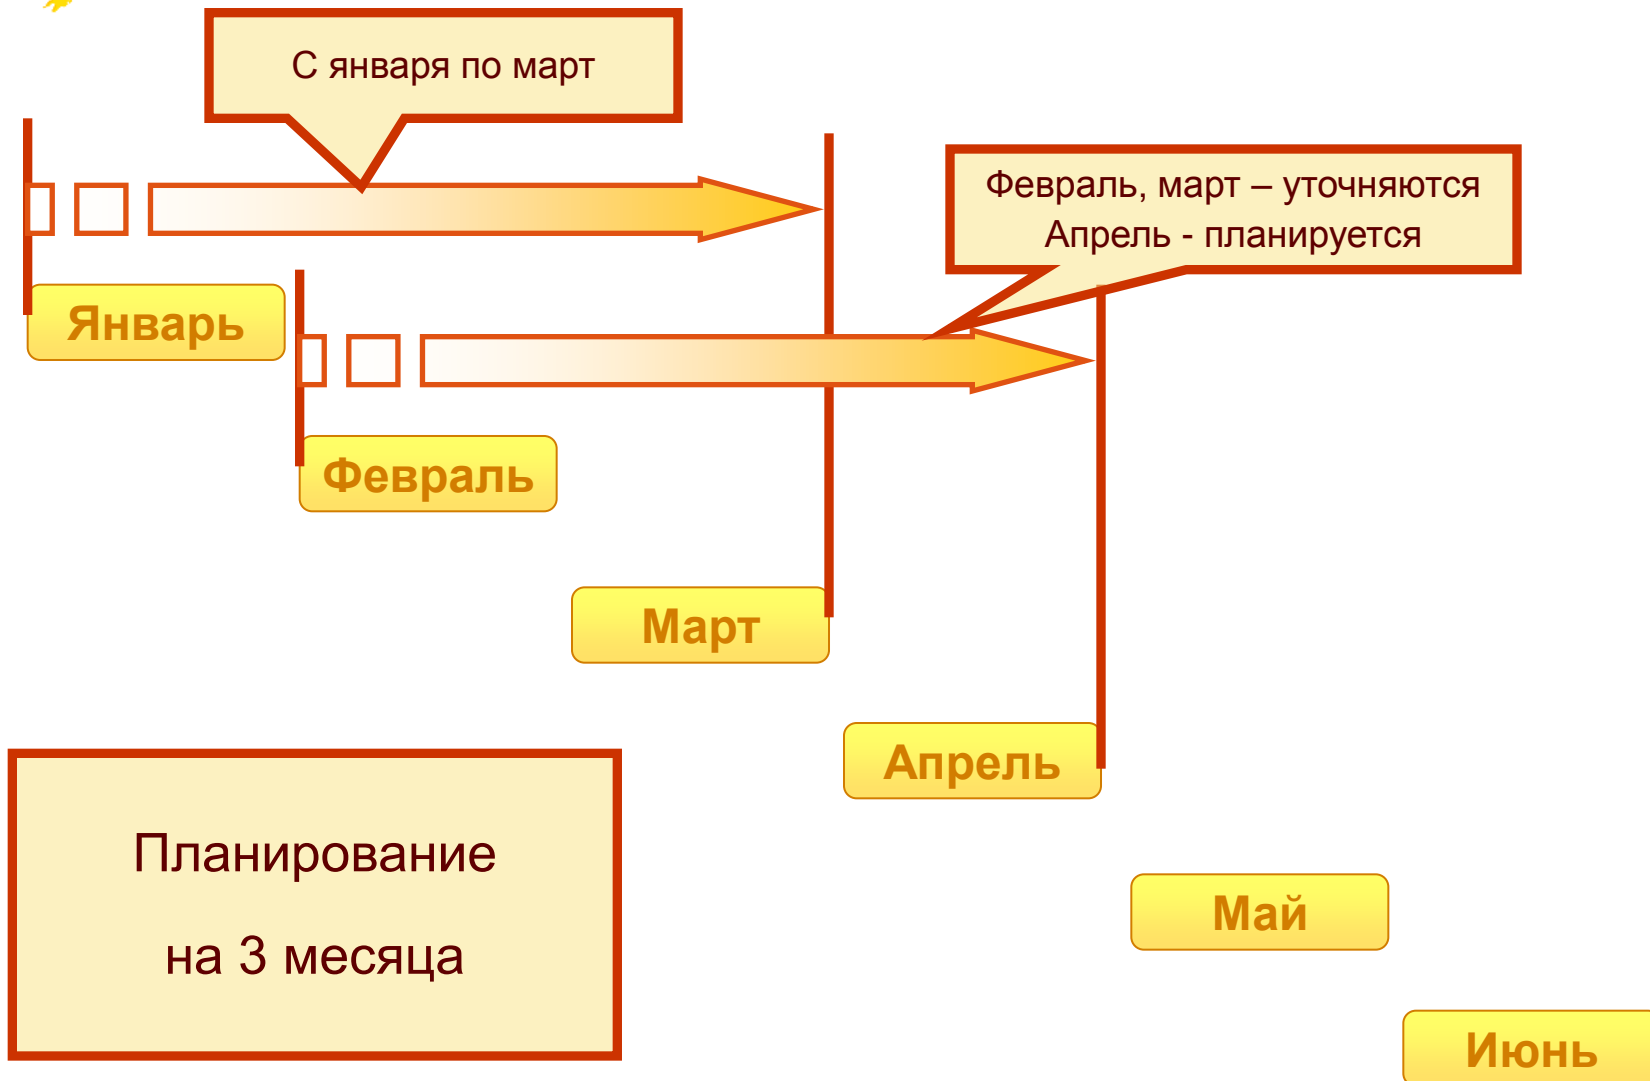 С января по март
Февраль, март – уточняются
Апрель - планируется
Январь
Февраль
Март
Апрель
Планирование
на 3 месяца
Май
Июнь